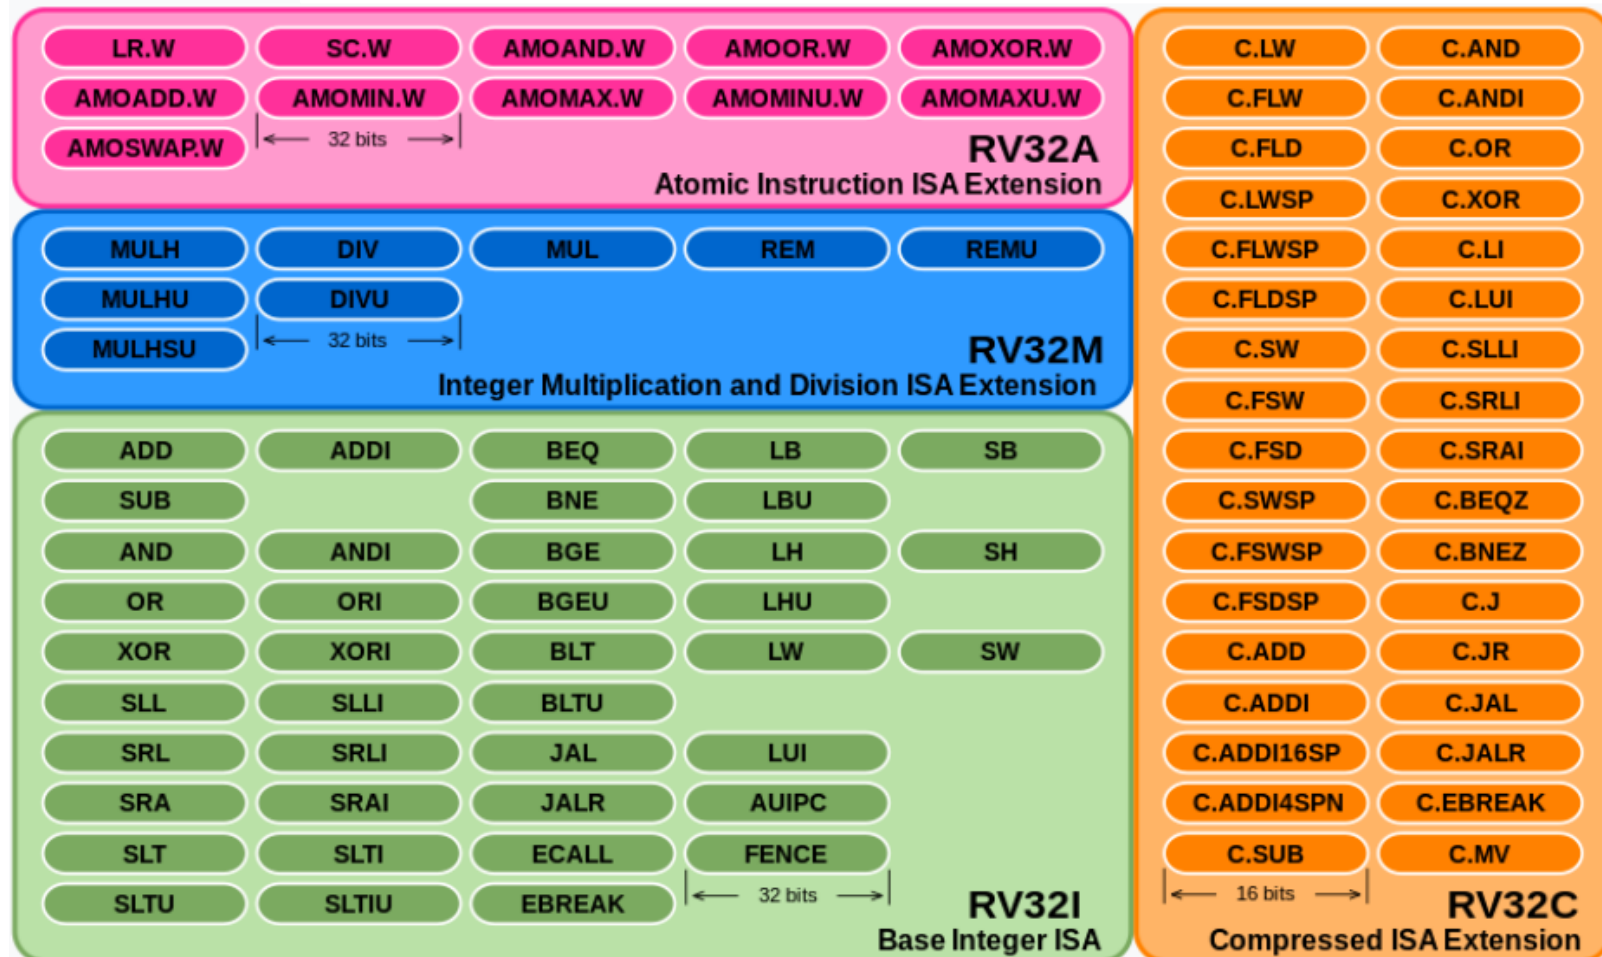 LR.W SC.W AMOAND.W AMOOR.W AMOXOR.W
AMOADD.W AMOMIN.W AMOMAX.W AMOMINU.W AMOMAXU.W
AMOSWAP.W 32 bits
RV32A
Atomic Instruction ISA Extension
MULH DIV MUL REM REMU
MULHU DIVU
MULHSU 32 bits
RV32M
Integer Multiplication and Division ISA Extension
ADD ADDI BEQ LB SB
SUB BNE LBU
AND ANDI BGE LH SH
OR ORI BGEU LHU
XOR XORI BLT LW SW
SLL SLLI BLTU
SRL SRLI JAL LUI
SRA SRAI JALR AUIPC
SLT SLTI ECALL FENCE
SLTU SLTIU EBREAK 32 bits
RV32I
Base Integer ISA
C.LW C.AND
C.FLW C.ANDI
C.FLD C.OR
C.LWSP C.XOR
C.FLWSP C.LI
C.FLDSP C.LUI
C.SW C.SLLI
C.FSW C.SRLI
C.FSD C.SRAI
C.SWSP C.BEQZ
C.FSWSP C.BNEZ
C.FSDSP C.J
C.ADD C.JR
C.ADDI C.JAL
C.ADDI16SP C.JALR
C.ADDI4SPN C.EBREAK
C.SUB C.MV
16 bits
RV32C
Compressed ISA Extension